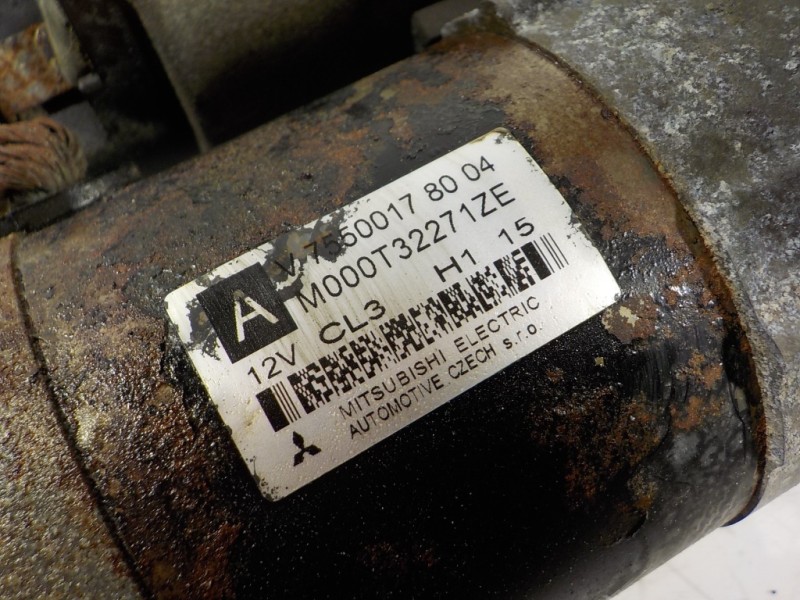 A
V 7550017 80 04
M000T32271ZE
12V CL3 H1 15
MITSUBISHI ELECTRIC
AUTOMOTIVE CZECH s.r.o.